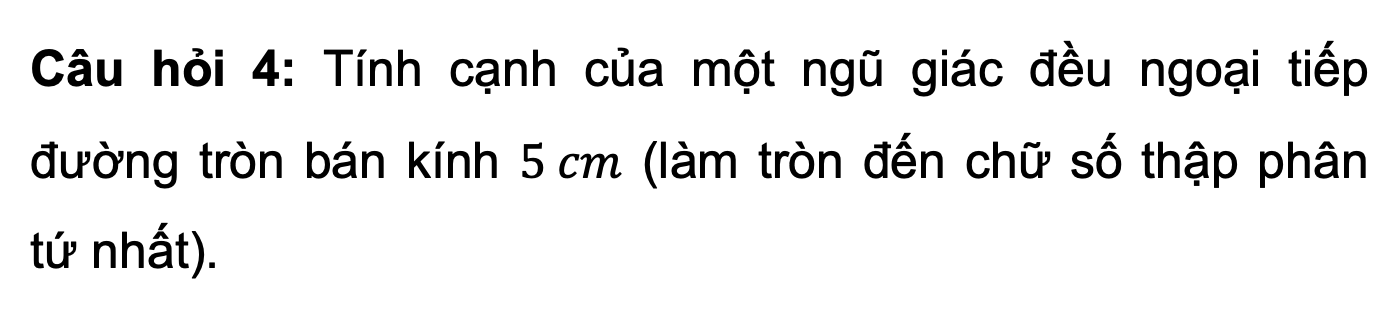 Câu hỏi 4: Tính cạnh của một ngũ giác đều ngoại tiếp
đường tròn bán kính 5 cm (làm tròn đến chữ số thập phân
tứ nhất).